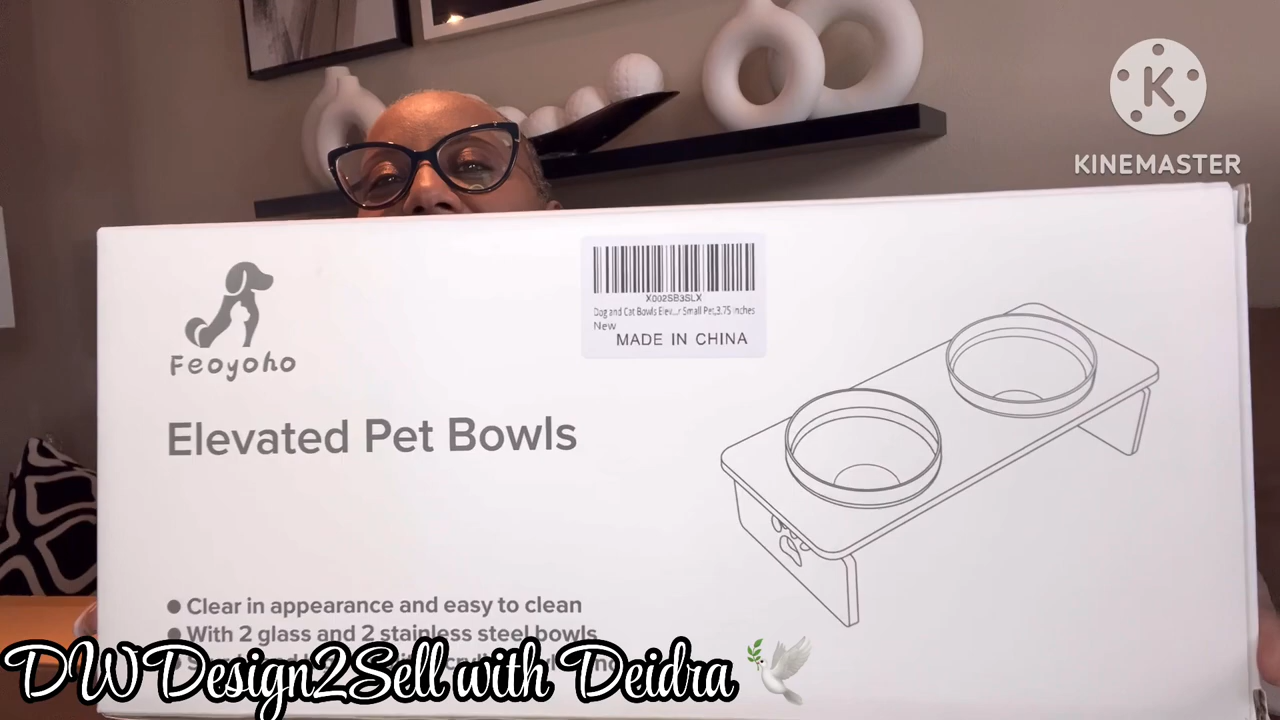 KINEMASTER
X002SB3SLX
Dog and Cat Bowls Elev...r Small Pet,3.75 inches
New
MADE IN CHINA
Feoyoho
Elevated Pet Bowls
● Clear in appearance and easy to clean
● With 2 glass and 2 stainless steel bowls
DW Design2Sell with Deidra